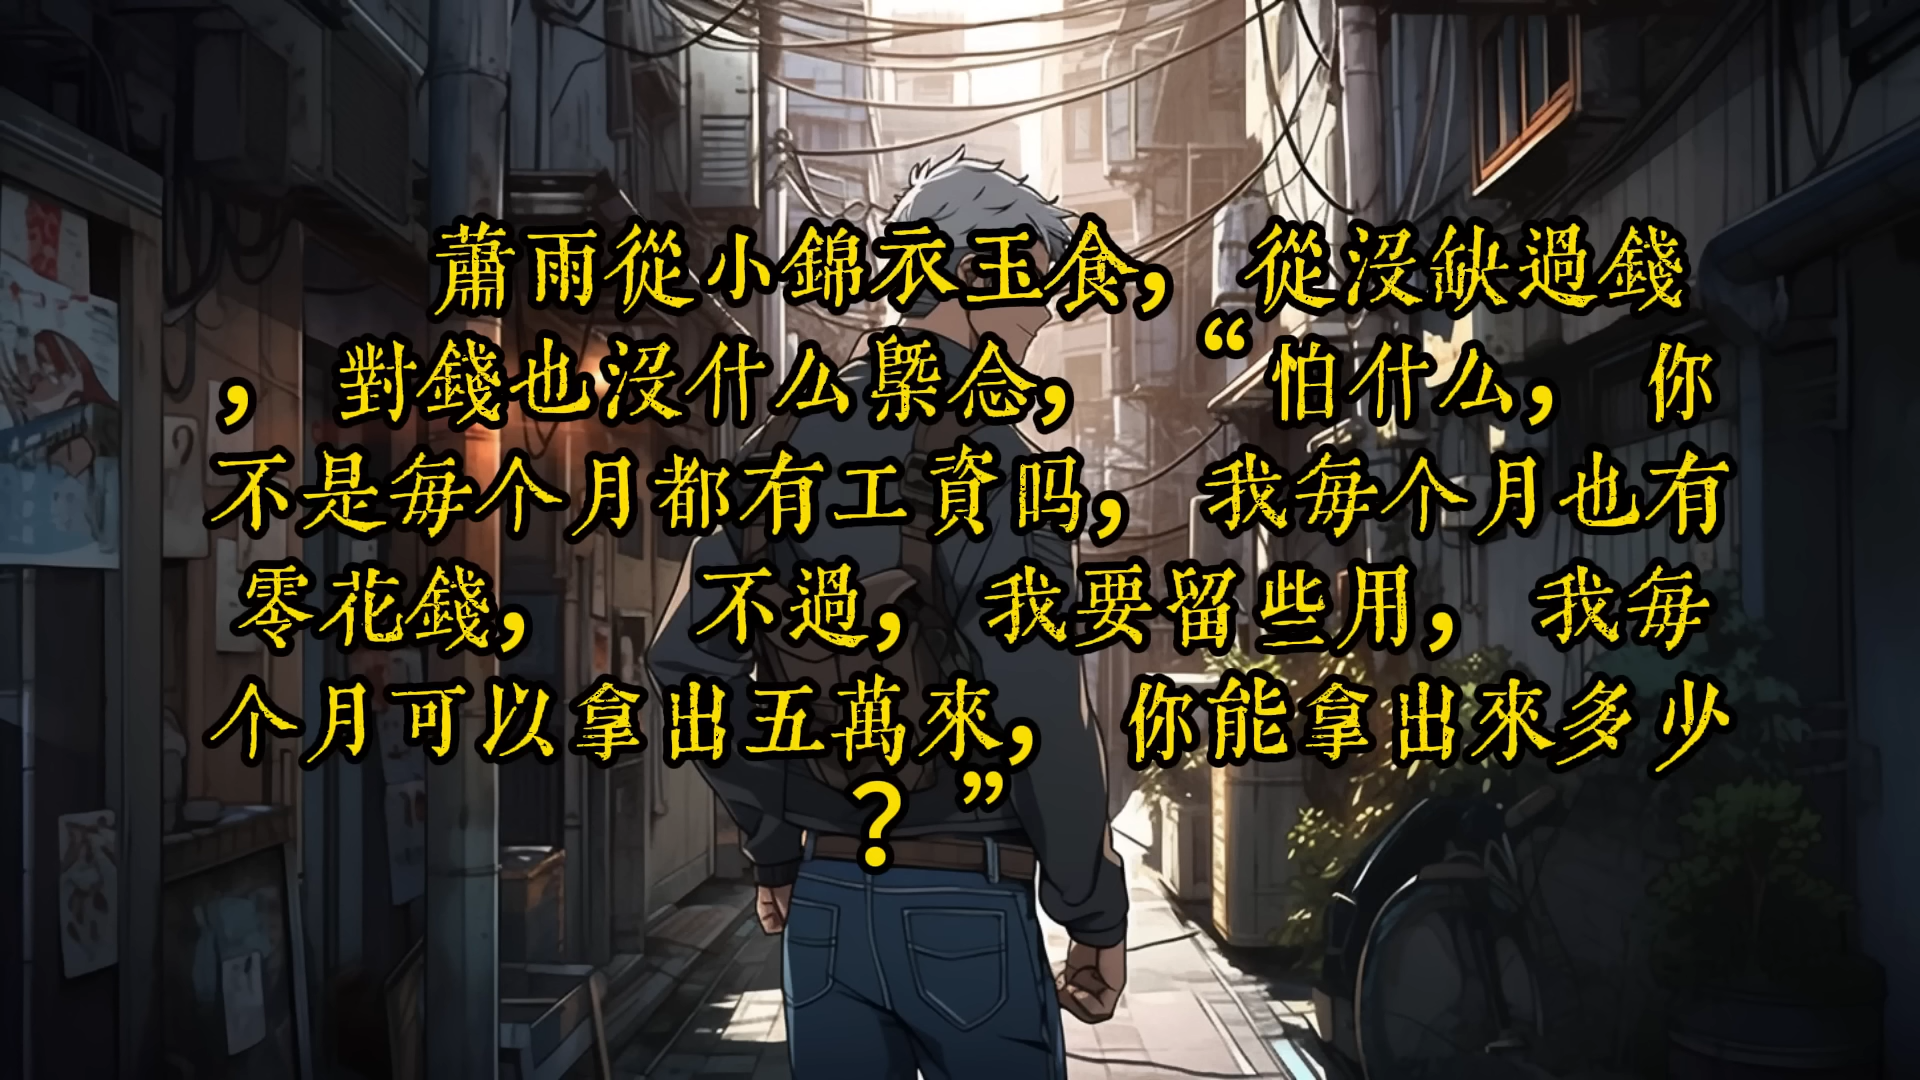 蕭雨從小錦衣玉食，從沒缺過錢
，對錢也沒什么槩念，“怕什么，你
不是每个月都有工資吗，我每个月也有
零花錢，不過，我要留些用，我每
个月可以拿出五萬來，你能拿出來多少
？”